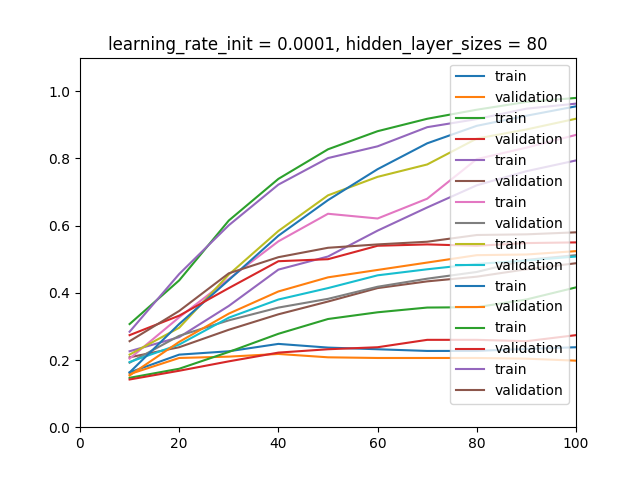 learning_rate_init = 0.0001, hidden_layer_sizes = 80
1.0
0.8
0.6
0.4
0.2
0.0
0 20 40 60 80 100
train
validation
train
validation
train
validation
train
validation
train
validation
train
validation
train
validation
train
validation